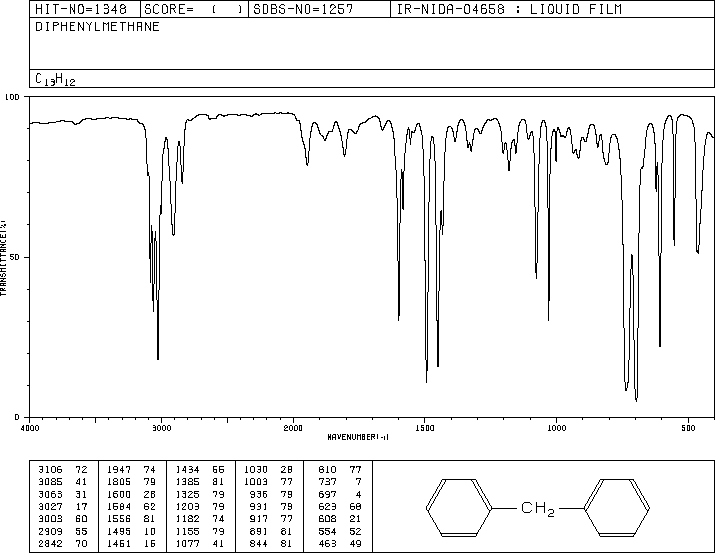 HIT-NO=1348 SCORE= ( ) SDBS-NO=1257 IR-NIDA-04658 : LIQUID FILM
DIPHENYLMETHANE
C13H12
100
50
0
TRANSMITTANCE(%)
4000 3000 2000 1500 1000 500
WAVENUMBER(-1)
3106 72 1947 74 1434 55 1030 28 810 77
3085 41 1805 79 1385 81 1003 77 737 7
3063 31 1600 28 1325 79 936 79 697 4
3027 17 1584 62 1203 79 931 79 623 68
3003 60 1556 81 1182 74 917 77 608 21
2909 55 1495 10 1155 79 891 81 554 52
2842 70 1451 15 1077 41 844 81 463 49
CH2